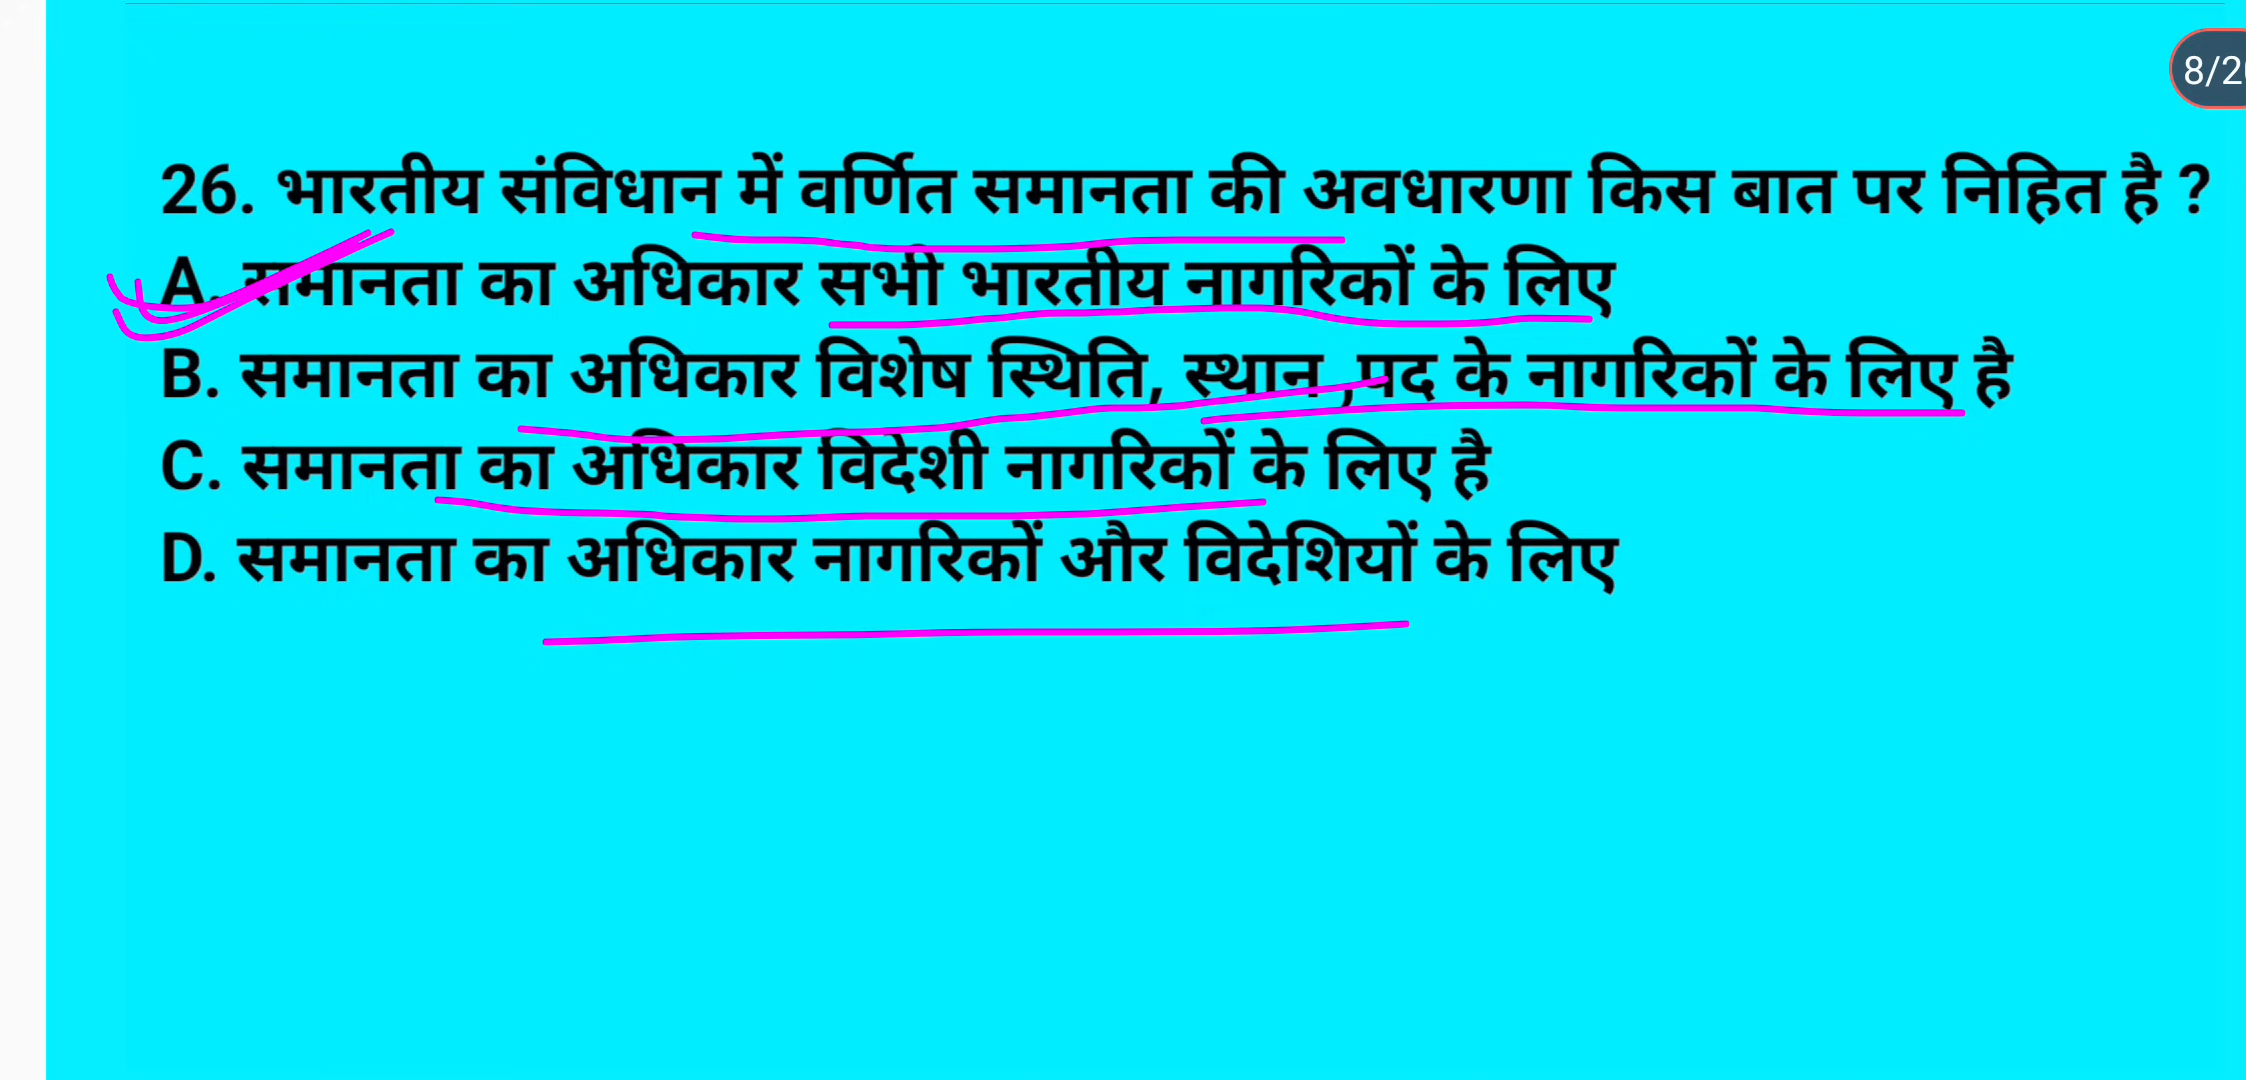 8/2
26. भारतीय संविधान में वर्णित समानता की अवधारणा किस बात पर निहित है ?
A. समानता का अधिकार सभी भारतीय नागरिकों के लिए
B. समानता का अधिकार विशेष स्थिति, स्थान ,पद के नागरिकों के लिए है
C. समानता का अधिकार विदेशी नागरिकों के लिए है
D. समानता का अधिकार नागरिकों और विदेशियों के लिए